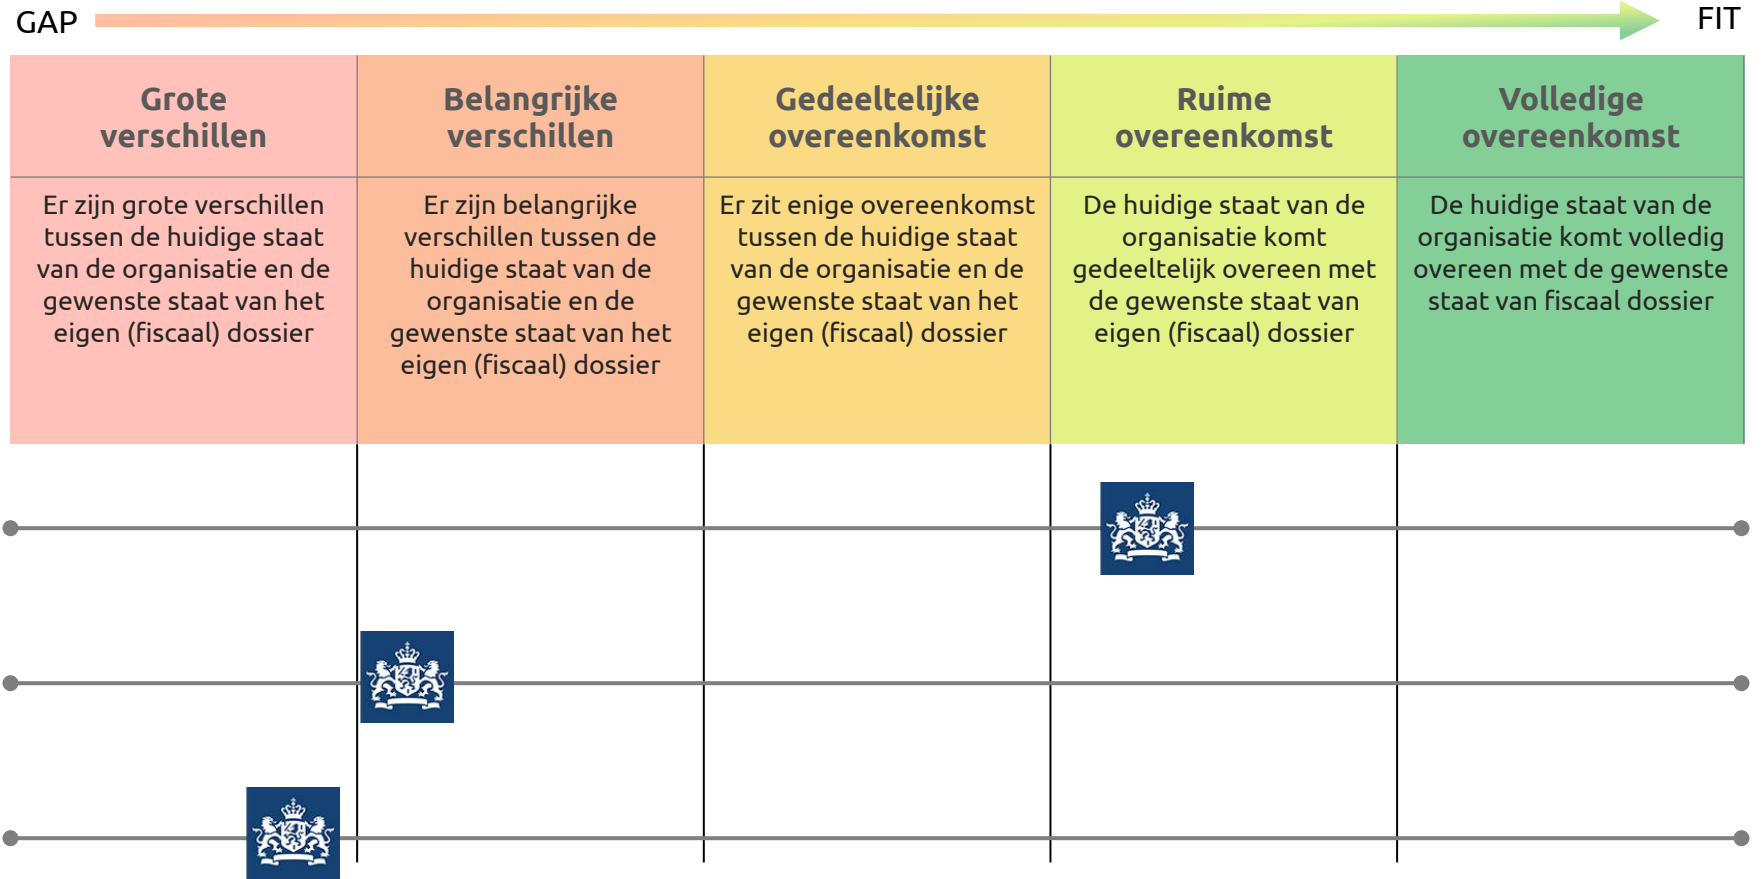 GAP
FIT
Grote
verschillen
Belangrijke
verschillen
Gedeeltelijke
overeenkomst
Ruime
overeenkomst
Volledige
overeenkomst
Er zijn grote verschillen
tussen de huidige staat
van de organisatie en de
gewenste staat van het
eigen (fiscaal) dossier
Er zijn belangrijke
verschillen tussen de
huidige staat van de
organisatie en de
gewenste staat van het
eigen (fiscaal) dossier
Er zit enige overeenkomst
tussen de huidige staat
van de organisatie en de
gewenste staat van het
eigen (fiscaal) dossier
De huidige staat van de
organisatie komt
gedeeltelijk overeen met
de gewenste staat van
eigen (fiscaal) dossier
De huidige staat van de
organisatie komt volledig
overeen met de gewenste
staat van fiscaal dossier